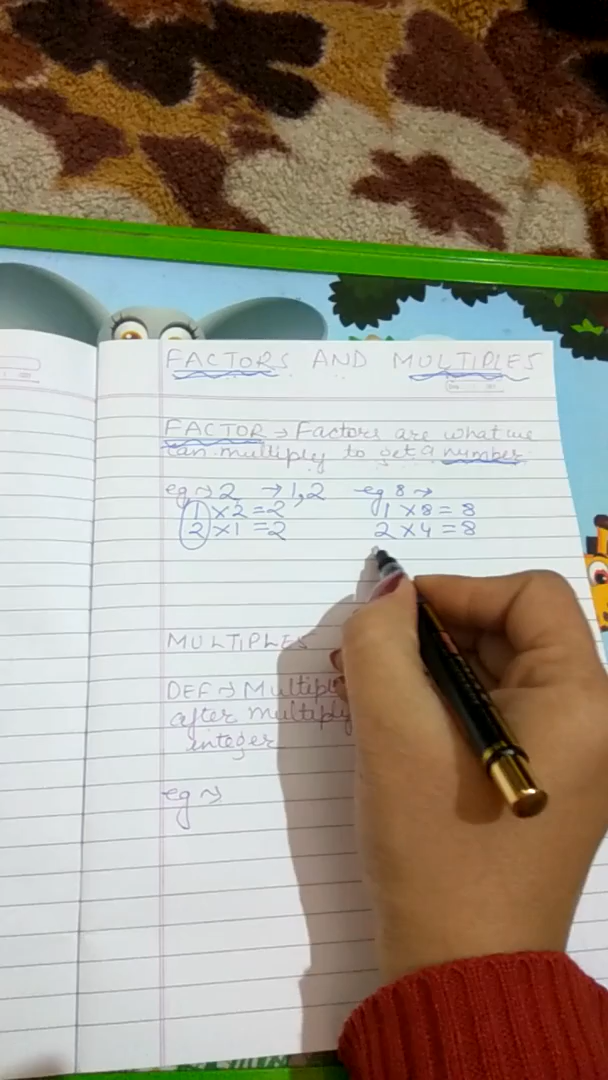 FACTORS AND MULTIPLES
FACTOR → Factors are what we
can multiply to get a number
eg → 2 → 1,2
1 × 2 = 2
2 × 1 = 2
eg 8 →
1 × 8 = 8
2 × 4 = 8
MULTIPLES
DEF → Multipl
after multiply
integer
eg →